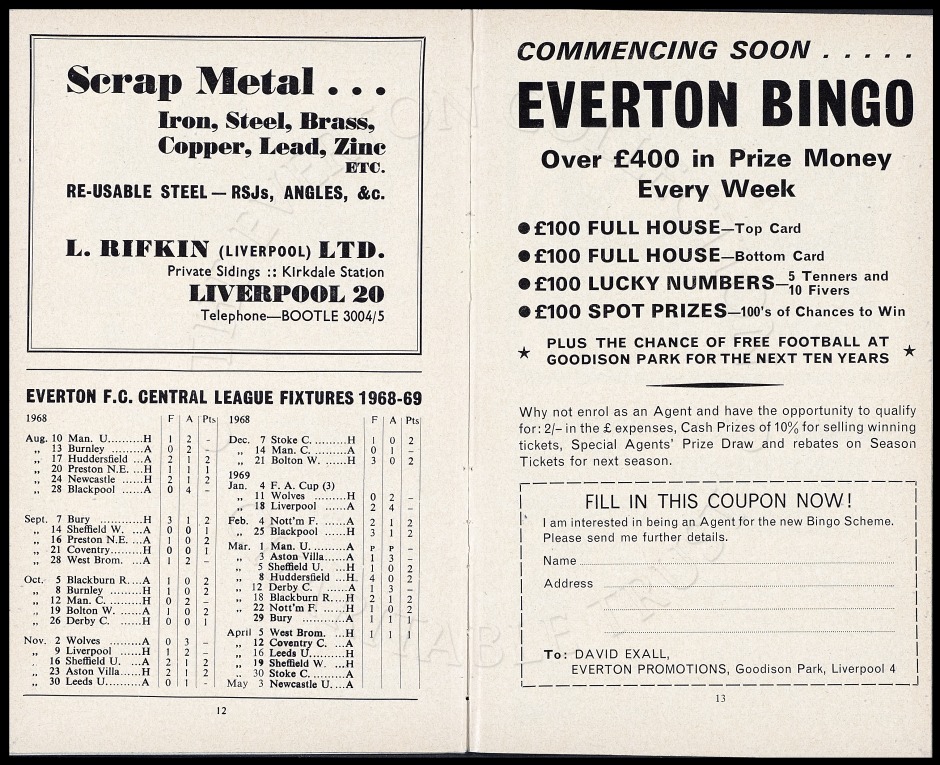 Scrap Metal . . .
Iron, Steel, Brass,
Copper, Lead, Zinc
ETC.
RE-USABLE STEEL — RSJs, ANGLES, &c.
L. RIFKIN (LIVERPOOL) LTD.
Private Sidings :: Kirkdale Station
LIVERPOOL 20
Telephone—BOOTLE 3004/5
EVERTON F.C. CENTRAL LEAGUE FIXTURES 1968-69
1968 F A Pts
Aug. 10 Man. U.........H 1 2 –
„ 13 Burnley ......A 0 2 –
„ 17 Huddersfield ...A 2 1 2
„ 20 Preston N.E. ...H 1 1 1
„ 24 Newcastle ......H 2 1 2
„ 28 Blackpool ......A 0 4 –
Sept. 7 Bury ............H 3 1 2
„ 14 Sheffield W. ...A 0 0 1
„ 16 Preston N.E. ...A 1 0 2
„ 21 Coventry.........H 0 0 1
„ 28 West Brom. ...A 1 2 –
Oct. 5 Blackburn R....A 1 0 2
„ 8 Burnley .........H 1 0 2
„ 12 Man. C. .........H 0 2 –
„ 19 Bolton W. ......A 1 0 2
„ 26 Derby C. ......A 1 0 2
Nov. 2 Wolves .........A 0 3 –
„ 9 Liverpool ......H 1 2 –
„ 16 Sheffield U. ...A 2 1 2
„ 23 Aston Villa......H 2 1 2
„ 30 Leeds U.........A 0 1 –
1968 F A Pts
Dec. 7 Stoke C. .........H 1 0 2
„ 14 Man. C. .........A 0 1 –
„ 21 Bolton W. ......H 3 0 2
1969
Jan. 4 F. A. Cup (3)
„ 11 Wolves .........H 0 2 –
„ 18 Liverpool ......A 2 4 –
Feb. 4 Nott'm F. ......A 2 1 2
„ 25 Blackpool ......H 3 1 2
Mar. 1 Man. U. .........A P P –
„ 3 Aston Villa......A 1 3 –
„ 5 Sheffield U. ...H 1 0 2
„ 8 Huddersfield ...H 4 0 2
„ 12 Derby C. ......A 1 3 –
„ 18 Blackburn R....H 2 1 2
„ 22 Nott'm F. ......H 1 0 2
29 Bury ............A 1 1 1
April 5 West Brom. ...H 1 1 1
„ 12 Coventry C. ...A
„ 16 Leeds U.........H
„ 19 Sheffield W. ...H
„ 30 Stoke C. .........A
May 3 Newcastle U. ...A
12
COMMENCING SOON . . . . .
EVERTON BINGO
Over £400 in Prize Money
Every Week
● £100 FULL HOUSE—Top Card
● £100 FULL HOUSE—Bottom Card
● £100 LUCKY NUMBERS—5 Tenners and
10 Fivers
● £100 SPOT PRIZES—100's of Chances to Win
★ PLUS THE CHANCE OF FREE FOOTBALL AT ★
GOODISON PARK FOR THE NEXT TEN YEARS
Why not enrol as an Agent and have the opportunity to qualify
for: 2/– in the £ expenses, Cash Prizes of 10% for selling winning
tickets, Special Agents' Prize Draw and rebates on Season
Tickets for next season.
FILL IN THIS COUPON NOW!
I am interested in being an Agent for the new Bingo Scheme.
Please send me further details.
Name
Address
To: DAVID EXALL,
EVERTON PROMOTIONS, Goodison Park, Liverpool 4
13